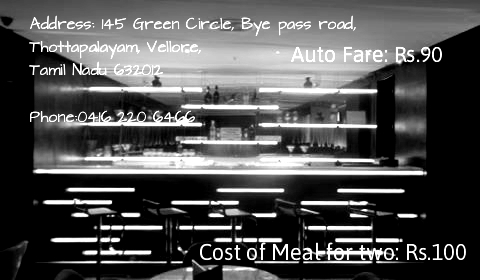 Address: 145 Green Circle, Bye pass road,
Thottapalayam, Vellore,
Tamil Nadu 632012
Auto Fare: Rs.90
Phone:0416 220 6466
Cost of Meal for two: Rs.100